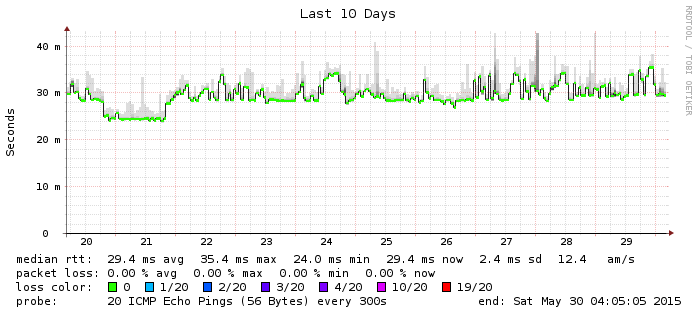 Last 10 Days
RRDTOOL / TOBI OETIKER
Seconds
40 m
30 m
20 m
10 m
0
20 21 22 23 24 25 26 27 28 29
median rtt: 29.4 ms avg 35.4 ms max 24.0 ms min 29.4 ms now 2.4 ms sd 12.4 am/s
packet loss: 0.00 % avg 0.00 % max 0.00 % min 0.00 % now
loss color: 0 1/20 2/20 3/20 4/20 10/20 19/20
probe: 20 ICMP Echo Pings (56 Bytes) every 300s end: Sat May 30 04:05:05 2015